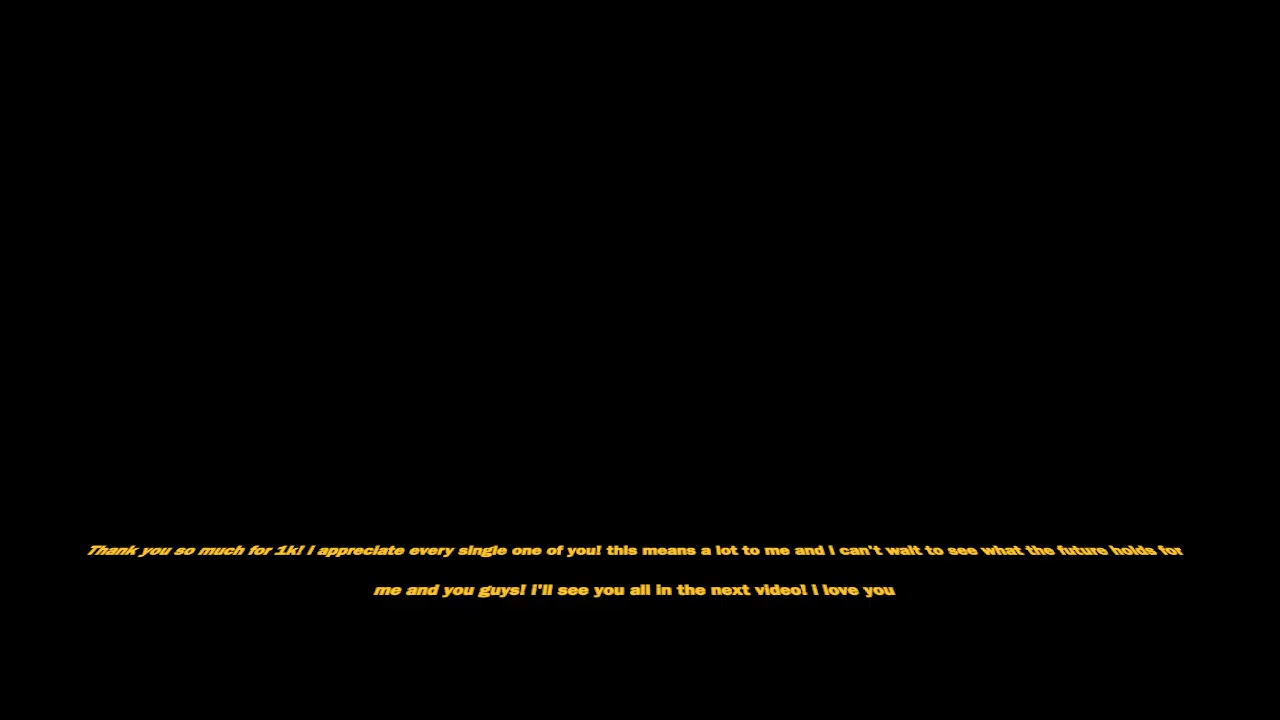 Thank you so much for 1k! I appreciate every single one of you! this means a lot to me and I can't wait to see what the future holds for
me and you guys! I'll see you all in the next video! I love you